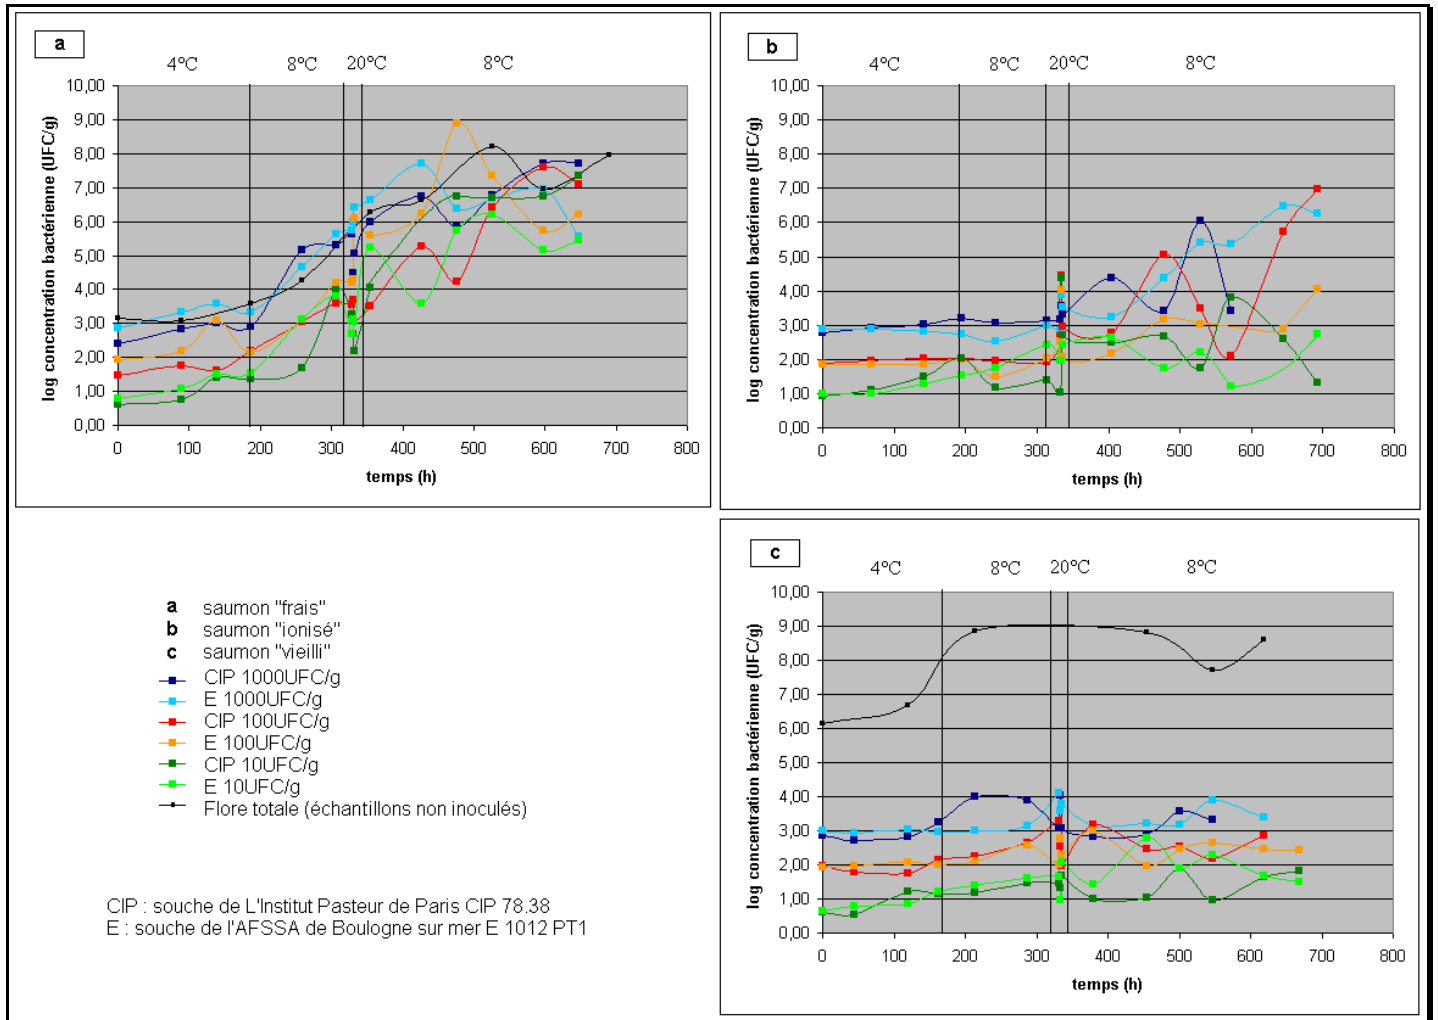 a
4°C 8°C 20°C 8°C
log concentration bactérienne (UFC/g)
10,00
9,00
8,00
7,00
6,00
5,00
4,00
3,00
2,00
1,00
0,00
0 100 200 300 400 500 600 700 800
temps (h)
b
4°C 8°C 20°C 8°C
log concentration bactérienne (UFC/g)
10,00
9,00
8,00
7,00
6,00
5,00
4,00
3,00
2,00
1,00
0,00
0 100 200 300 400 500 600 700 800
temps (h)
a saumon "frais"
b saumon "ionisé"
c saumon "vieilli"
CIP 1000UFC/g
E 1000UFC/g
CIP 100UFC/g
E 100UFC/g
CIP 10UFC/g
E 10UFC/g
Flore totale (échantillons non inoculés)
CIP : souche de L'Institut Pasteur de Paris CIP 78.38
E : souche de l'AFSSA de Boulogne sur mer E 1012 PT1
c
4°C 8°C 20°C 8°C
log concentration bactérienne (UFC/g)
10,00
9,00
8,00
7,00
6,00
5,00
4,00
3,00
2,00
1,00
0,00
0 100 200 300 400 500 600 700 800
temps (h)